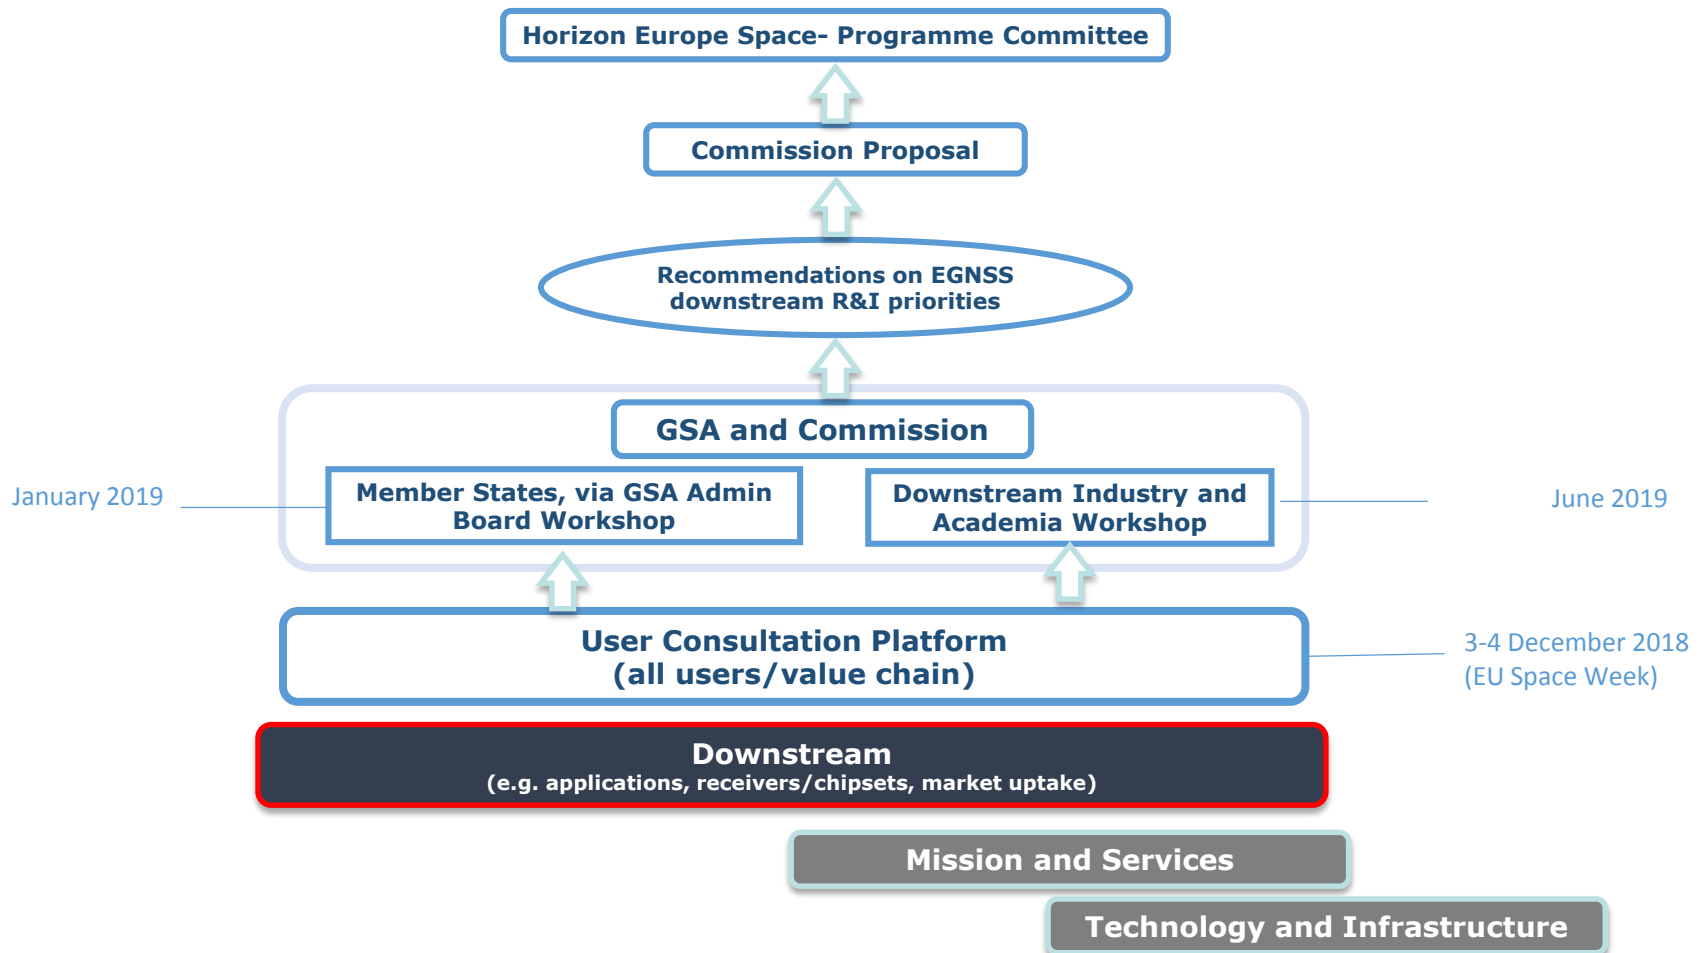 Horizon Europe Space- Programme Committee
Commission Proposal
Recommendations on EGNSS
downstream R&I priorities
GSA and Commission
January 2019
Member States, via GSA Admin
Board Workshop
Downstream Industry and
Academia Workshop
June 2019
User Consultation Platform
(all users/value chain)
3-4 December 2018
(EU Space Week)
Downstream
(e.g. applications, receivers/chipsets, market uptake)
Mission and Services
Technology and Infrastructure